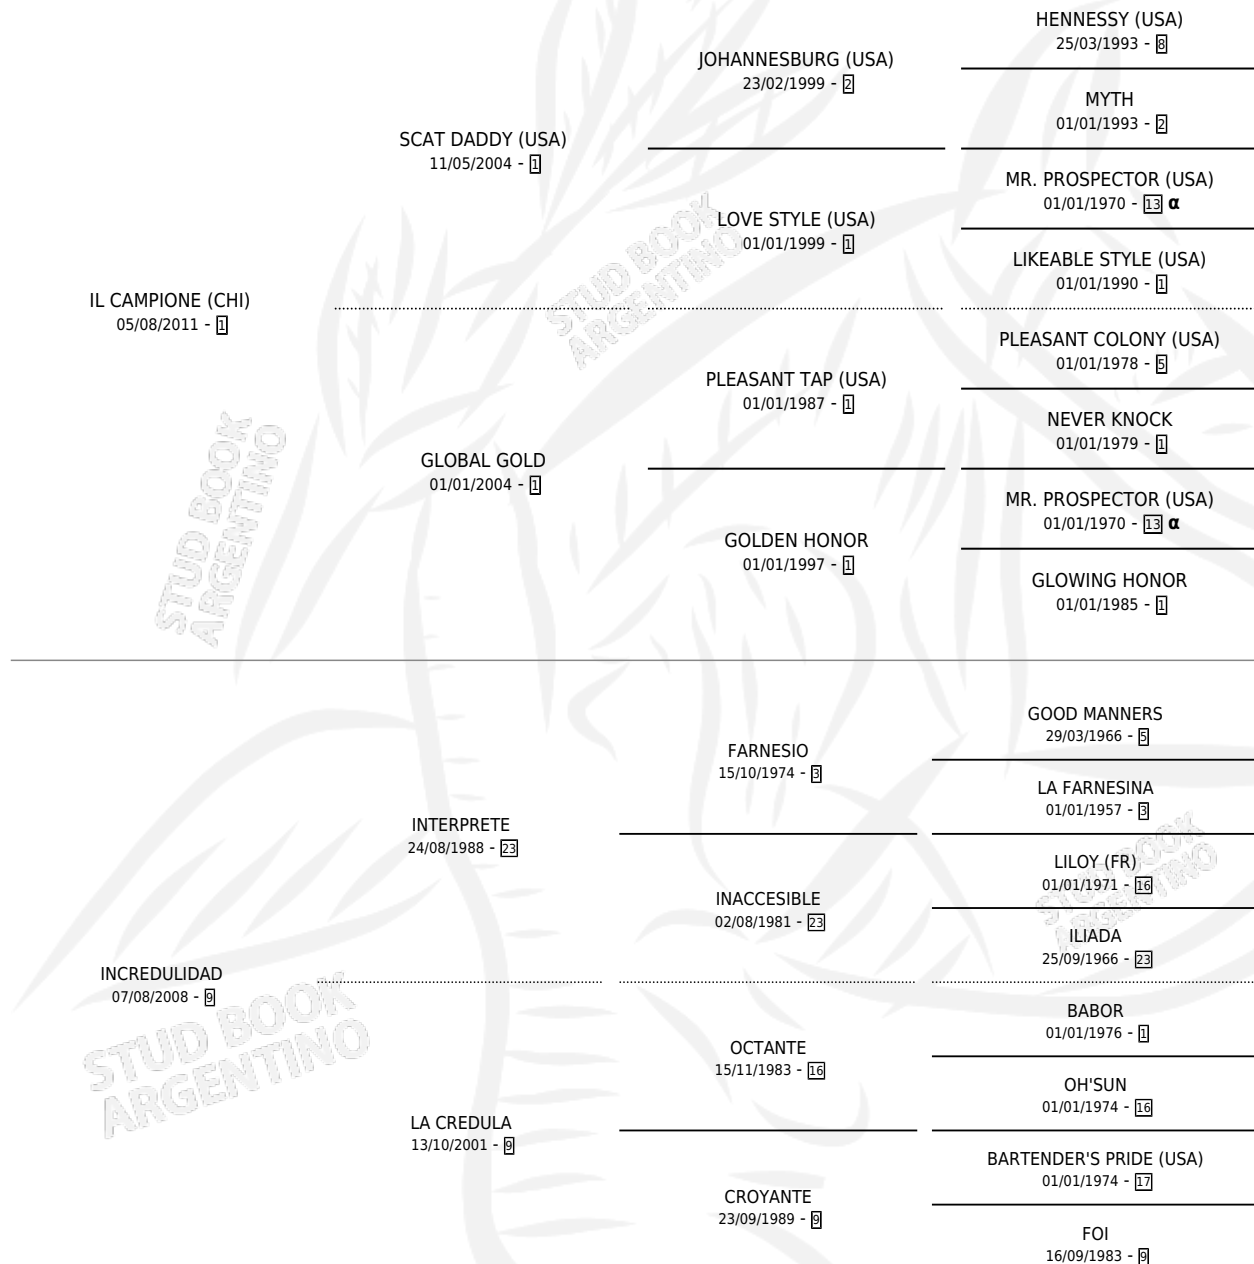 HENNESSY (USA)
25/03/1993 - 8
JOHANNESBURG (USA)
23/02/1999 - 2
MYTH
01/01/1993 - 2
SCAT DADDY (USA)
11/05/2004 - 1
MR. PROSPECTOR (USA)
01/01/1970 - 13 α
LOVE STYLE (USA)
01/01/1999 - 1
LIKEABLE STYLE (USA)
01/01/1990 - 1
IL CAMPIONE (CHI)
05/08/2011 - 1
PLEASANT COLONY (USA)
01/01/1978 - 5
PLEASANT TAP (USA)
01/01/1987 - 1
NEVER KNOCK
01/01/1979 - 1
GLOBAL GOLD
01/01/2004 - 1
MR. PROSPECTOR (USA)
01/01/1970 - 13 α
GOLDEN HONOR
01/01/1997 - 1
GLOWING HONOR
01/01/1985 - 1
GOOD MANNERS
29/03/1966 - 5
FARNESIO
15/10/1974 - 3
LA FARNESINA
01/01/1957 - 3
INTERPRETE
24/08/1988 - 23
LILOY (FR)
01/01/1971 - 16
INACCESIBLE
02/08/1981 - 23
ILIADA
25/09/1966 - 23
INCREDULIDAD
07/08/2008 - 9
BABOR
01/01/1976 - 1
OCTANTE
15/11/1983 - 16
OH'SUN
01/01/1974 - 16
LA CREDULA
13/10/2001 - 9
BARTENDER'S PRIDE (USA)
01/01/1974 - 17
CROYANTE
23/09/1989 - 9
FOI
16/09/1983 - 9
STUD BOOK
ARGENTINO
STUD BOOK
ARGENTINO
STUD BOOK
ARGENTINO
STUD BOOK
ARGENTINO